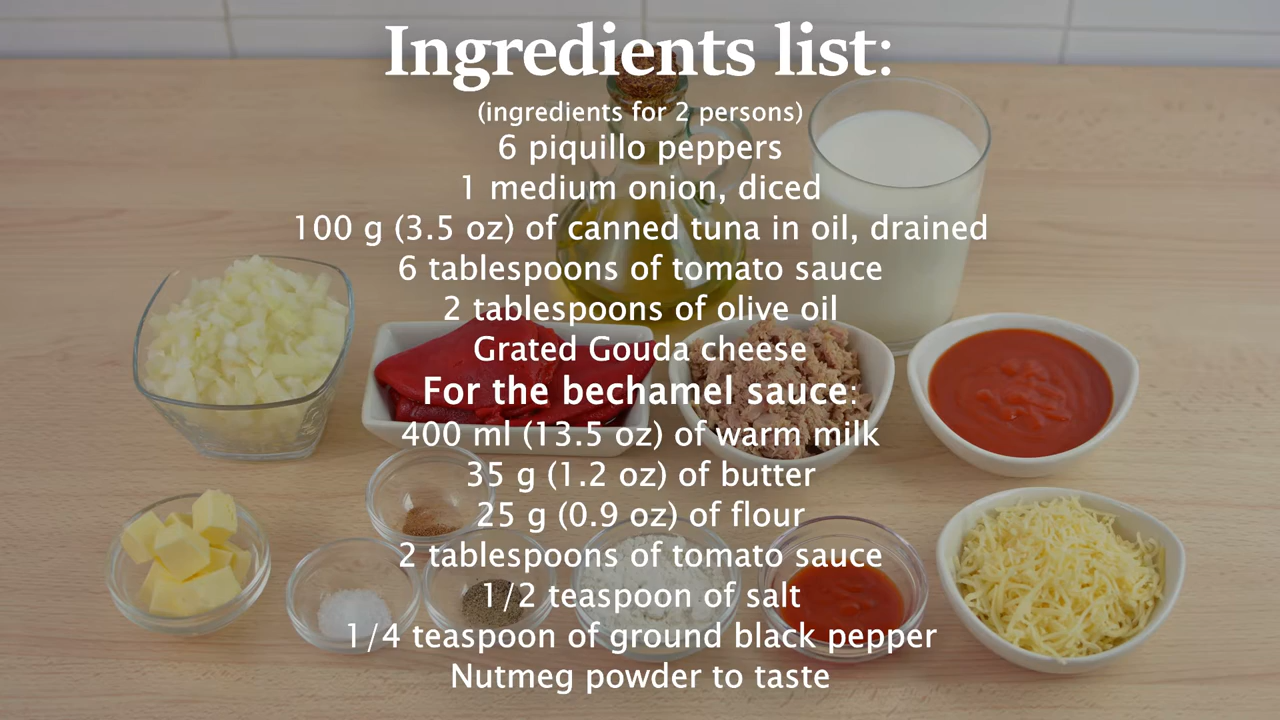 Ingredients list:
(ingredients for 2 persons)
6 piquillo peppers
1 medium onion, diced
100 g (3.5 oz) of canned tuna in oil, drained
6 tablespoons of tomato sauce
2 tablespoons of olive oil
Grated Gouda cheese
For the bechamel sauce:
400 ml (13.5 oz) of warm milk
35 g (1.2 oz) of butter
25 g (0.9 oz) of flour
2 tablespoons of tomato sauce
1/2 teaspoon of salt
1/4 teaspoon of ground black pepper
Nutmeg powder to taste